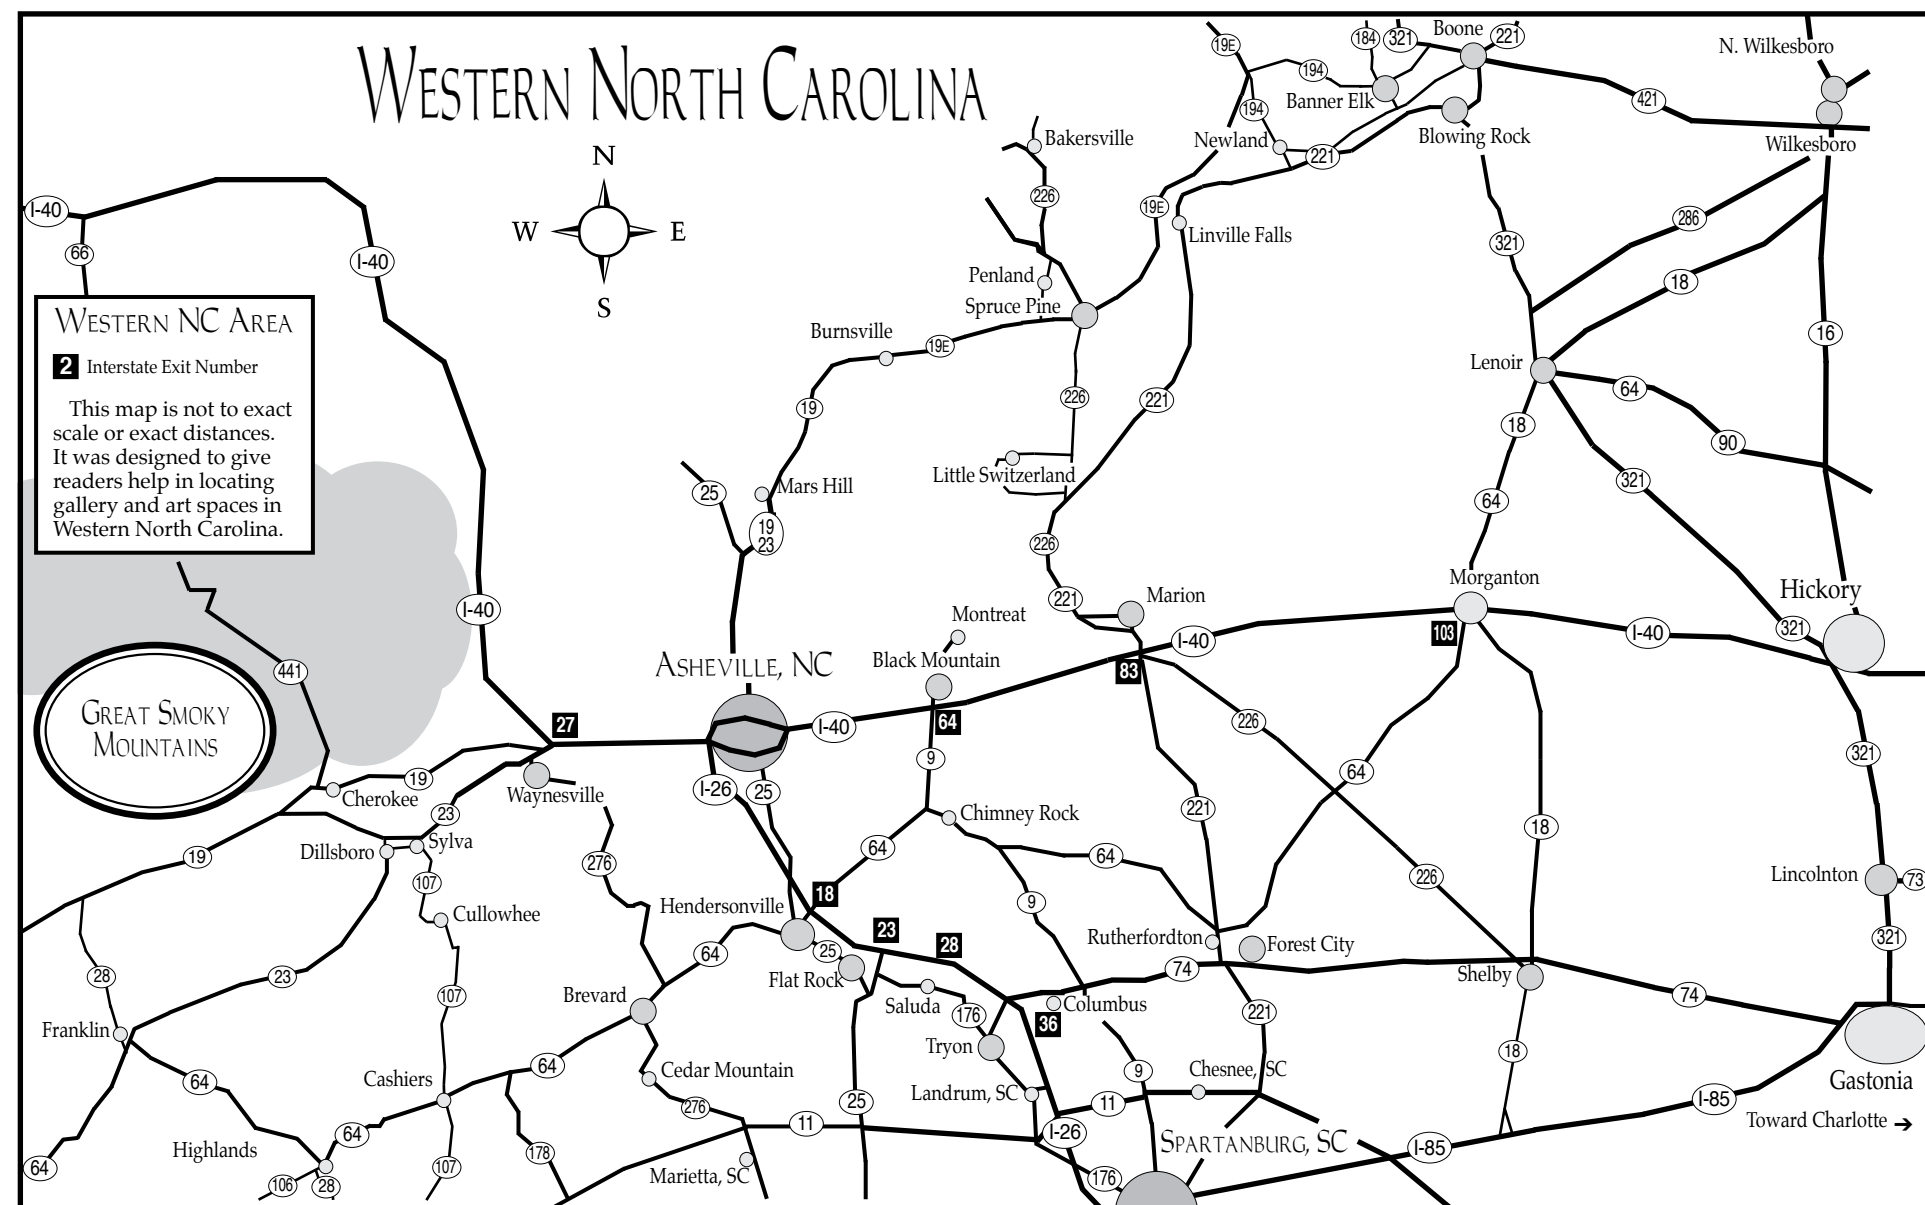 WESTERN NORTH CAROLINA
N
W
E
S
WESTERN NC AREA
2 Interstate Exit Number
This map is not to exact
scale or exact distances.
It was designed to give
readers help in locating
gallery and art spaces in
Western North Carolina.
GREAT SMOKY
MOUNTAINS
I-40
66
I-40
I-40
441
27
19E
184
321
Boone
221
N. Wilkesboro
194
Banner Elk
194
421
Newland
221
Blowing Rock
Wilkesboro
Bakersville
226
19E
Linville Falls
321
286
18
16
Penland
Spruce Pine
Burnsville
19E
19
226
221
Lenoir
64
18
90
321
Little Switzerland
25
Mars Hill
19
23
226
64
221
Marion
Morganton
Hickory
Montreat
Black Mountain
ASHEVILLE, NC
I-40
103
I-40
321
83
I-40
64
226
9
64
321
Cherokee
19
Waynesville
I-26
25
23
Chimney Rock
221
18
Dillsboro
Sylva
19
276
64
64
107
226
Lincolnton
73
18
9
Cullowhee
Hendersonville
23
28
Rutherfordton
Forest City
321
64
25
Flat Rock
74
Shelby
28
23
107
Brevard
Saluda
176
Columbus
36
221
74
Franklin
Tryon
64
64
Cashiers
Cedar Mountain
Landrum, SC
9
Chesnee, SC
18
Gastonia
276
25
11
I-85
64
11
I-26
SPARTANBURG, SC
I-85
Toward Charlotte ➔
Highlands
178
64
107
Marietta, SC
176
106
28